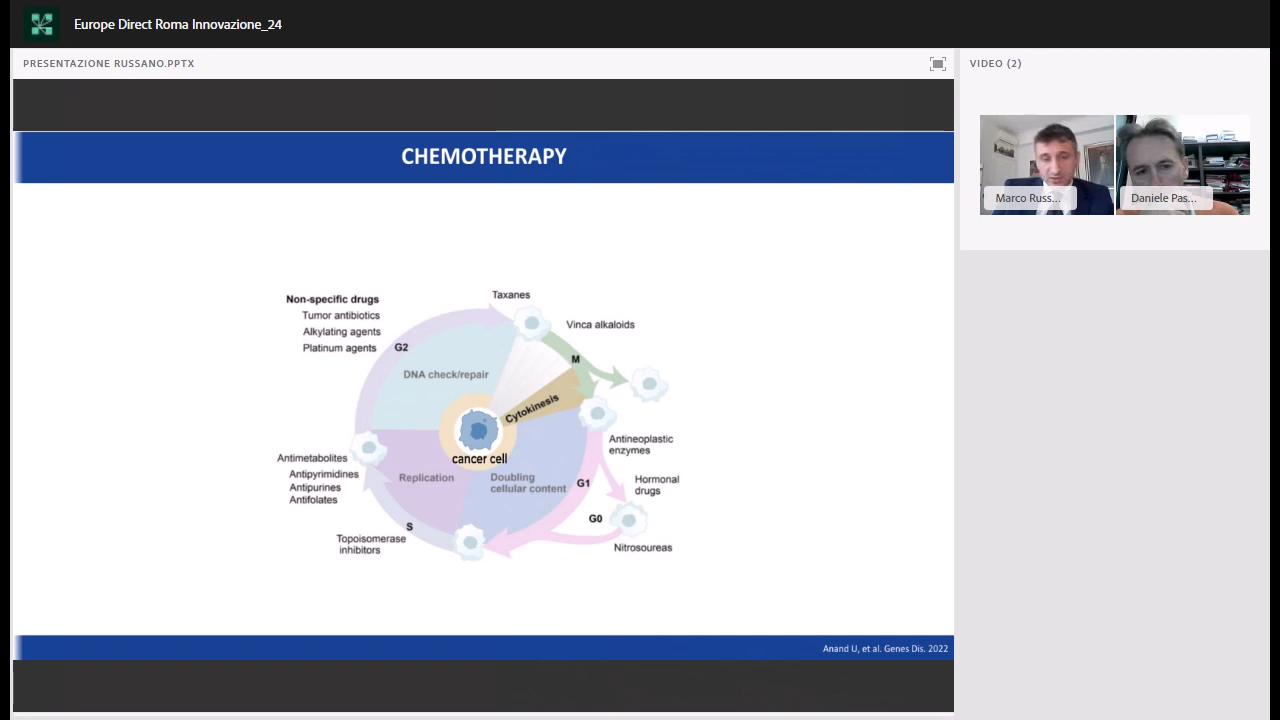 Europe Direct Roma Innovazione_24
PRESENTAZIONE RUSSANO.PPTX
VIDEO (2)
CHEMOTHERAPY
Marco Russ...
Daniele Pas...
Non-specific drugs
Tumor antibiotics
Alkylating agents
Platinum agents
G2
Taxanes
Vinca alkaloids
M
DNA check/repair
Cytokinesis
cancer cell
Antineoplastic
enzymes
Antimetabolites
Antipyrimidines
Antipurines
Antifolates
Replication
Doubling
cellular content
G1
Hormonal
drugs
G0
Nitrosoureas
S
Topoisomerase
inhibitors
Anand U, et al. Genes Dis. 2022